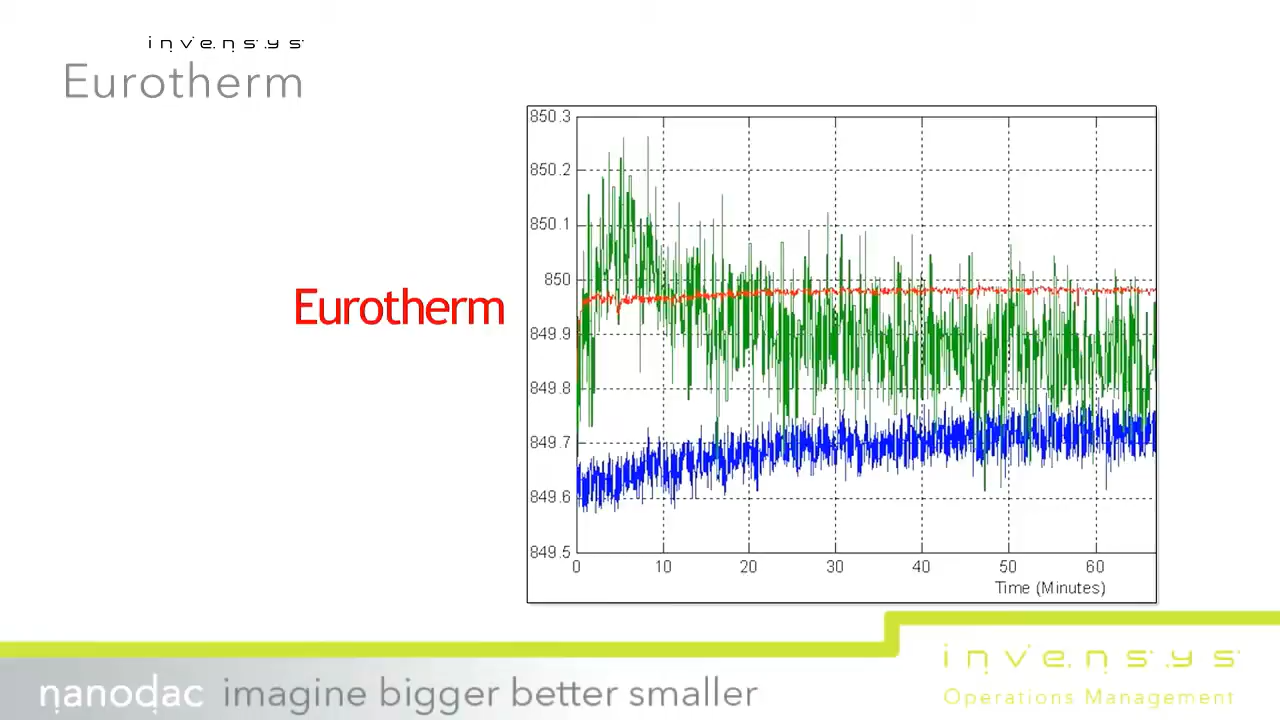 invensys
Eurotherm
Eurotherm
850.3
850.2
850.1
850
849.9
849.8
849.7
849.6
849.5
0 10 20 30 40 50 60
Time (Minutes)
invensys
Operations Management
nanodac imagine bigger better smaller